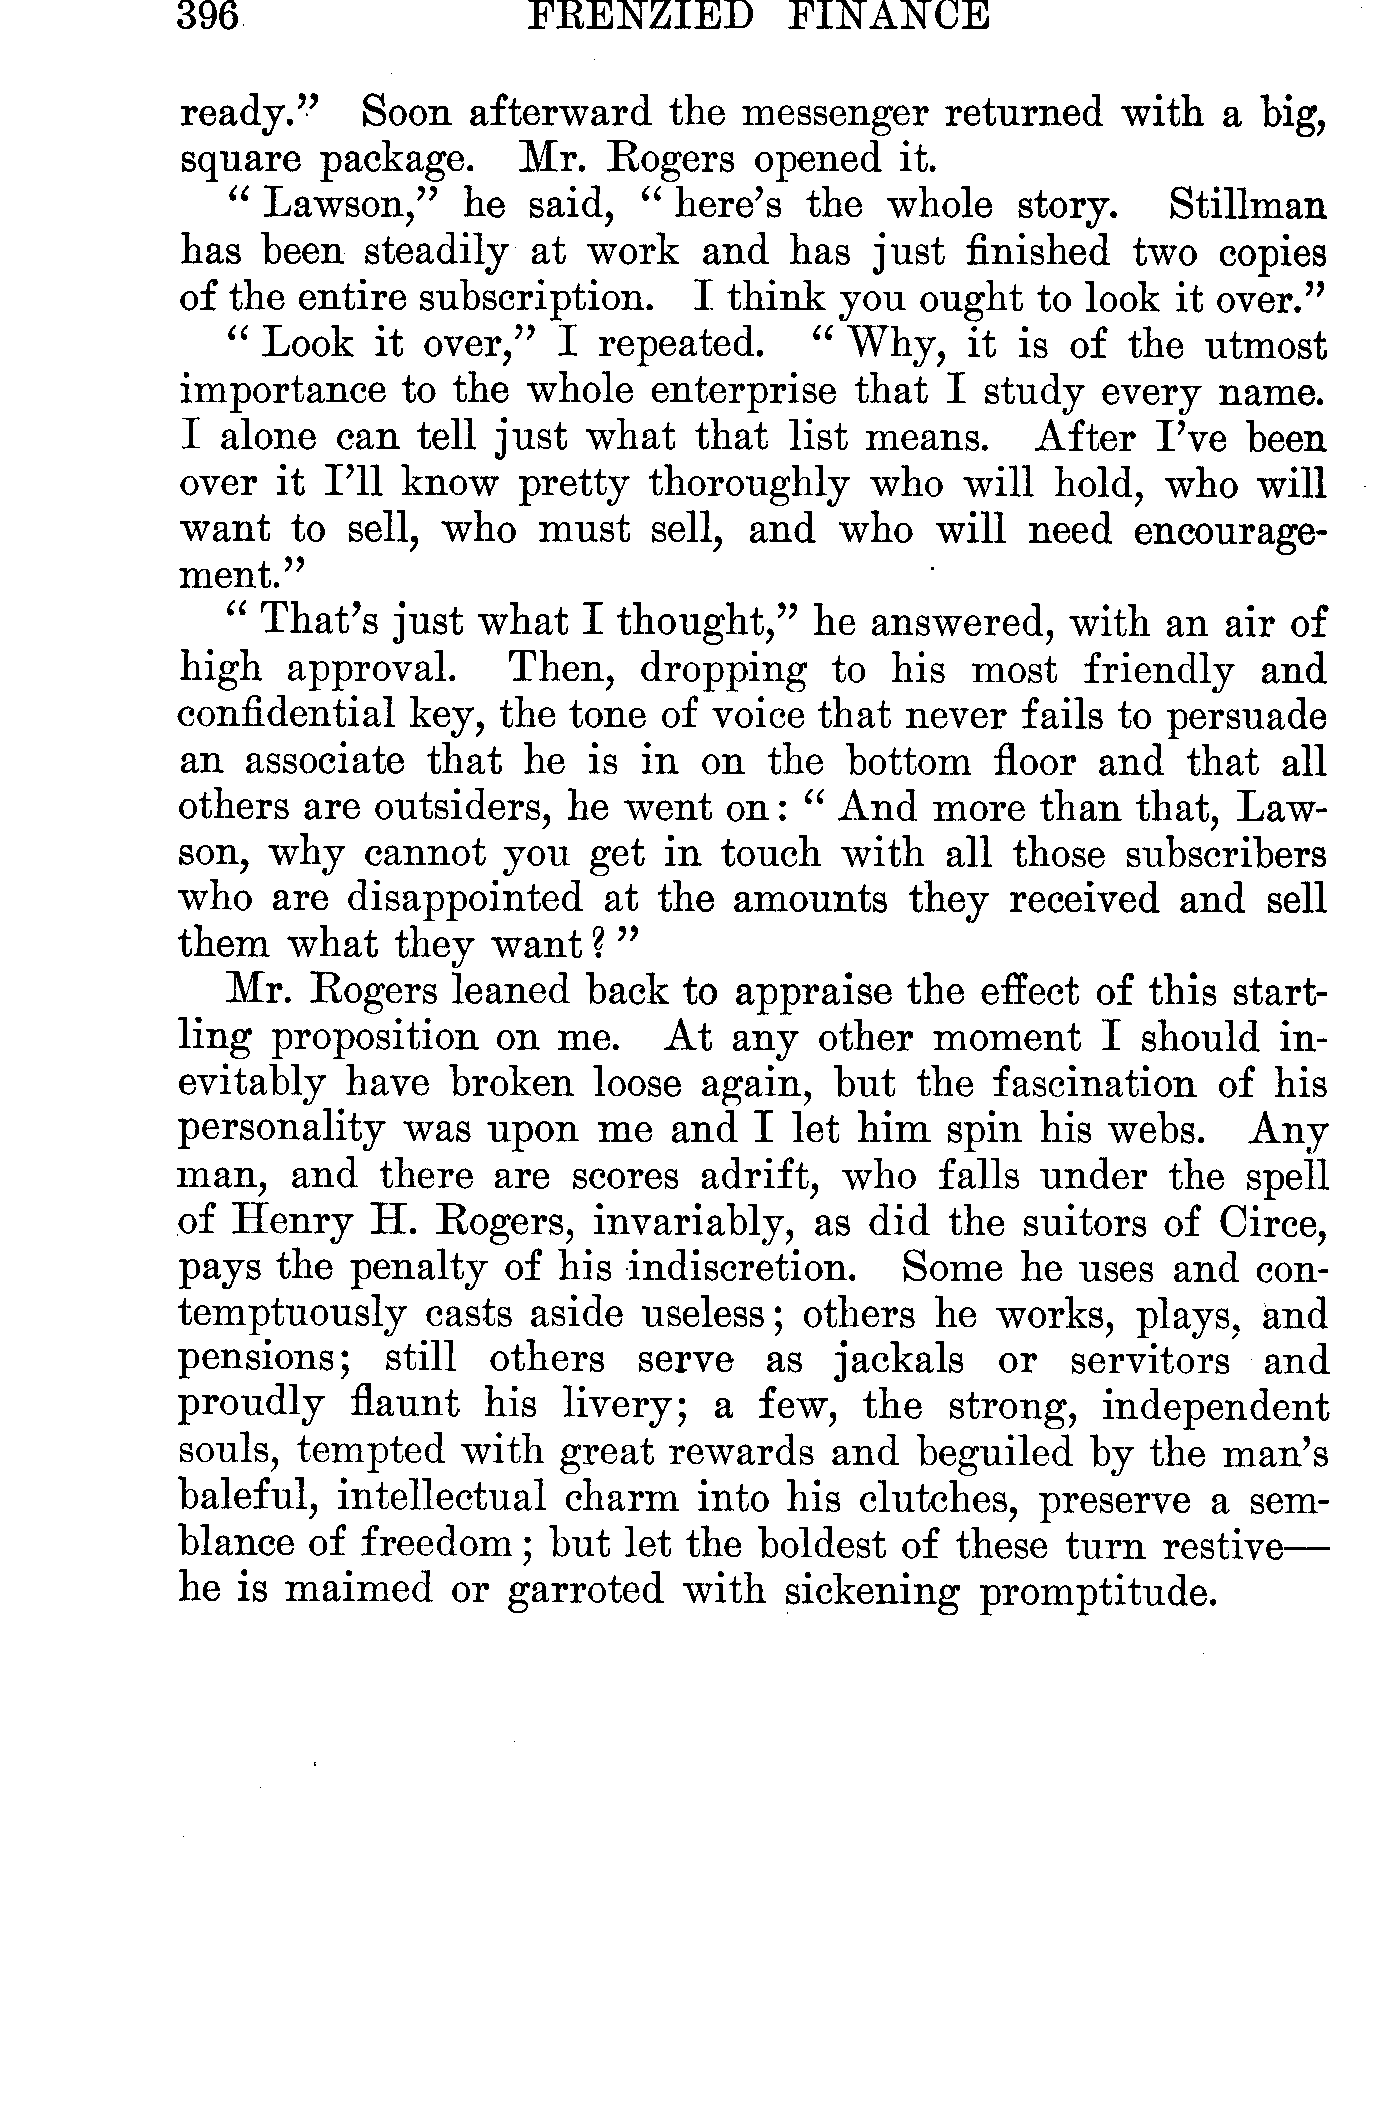 396 FRENZIED FINANCE
ready.” Soon afterward the messenger returned with a big,
square package. Mr. Rogers opened it.
“ Lawson,” he said, “ here’s the whole story. Stillman
has been steadily at work and has just finished two copies
of the entire subscription. I think you ought to look it over.”
“ Look it over,” I repeated. “ Why, it is of the utmost
importance to the whole enterprise that I study every name.
I alone can tell just what that list means. After I’ve been
over it I’ll know pretty thoroughly who will hold, who will
want to sell, who must sell, and who will need encourage-
ment.”
“ That’s just what I thought,” he answered, with an air of
high approval. Then, dropping to his most friendly and
confidential key, the tone of voice that never fails to persuade
an associate that he is in on the bottom floor and that all
others are outsiders, he went on: “ And more than that, Law-
son, why cannot you get in touch with all those subscribers
who are disappointed at the amounts they received and sell
them what they want? ”
Mr. Rogers leaned back to appraise the effect of this start-
ling proposition on me. At any other moment I should in-
evitably have broken loose again, but the fascination of his
personality was upon me and I let him spin his webs. Any
man, and there are scores adrift, who falls under the spell
of Henry H. Rogers, invariably, as did the suitors of Circe,
pays the penalty of his indiscretion. Some he uses and con-
temptuously casts aside useless; others he works, plays, and
pensions; still others serve as jackals or servitors and
proudly flaunt his livery; a few, the strong, independent
souls, tempted with great rewards and beguiled by the man’s
baleful, intellectual charm into his clutches, preserve a sem-
blance of freedom; but let the boldest of these turn restive—
he is maimed or garroted with sickening promptitude.